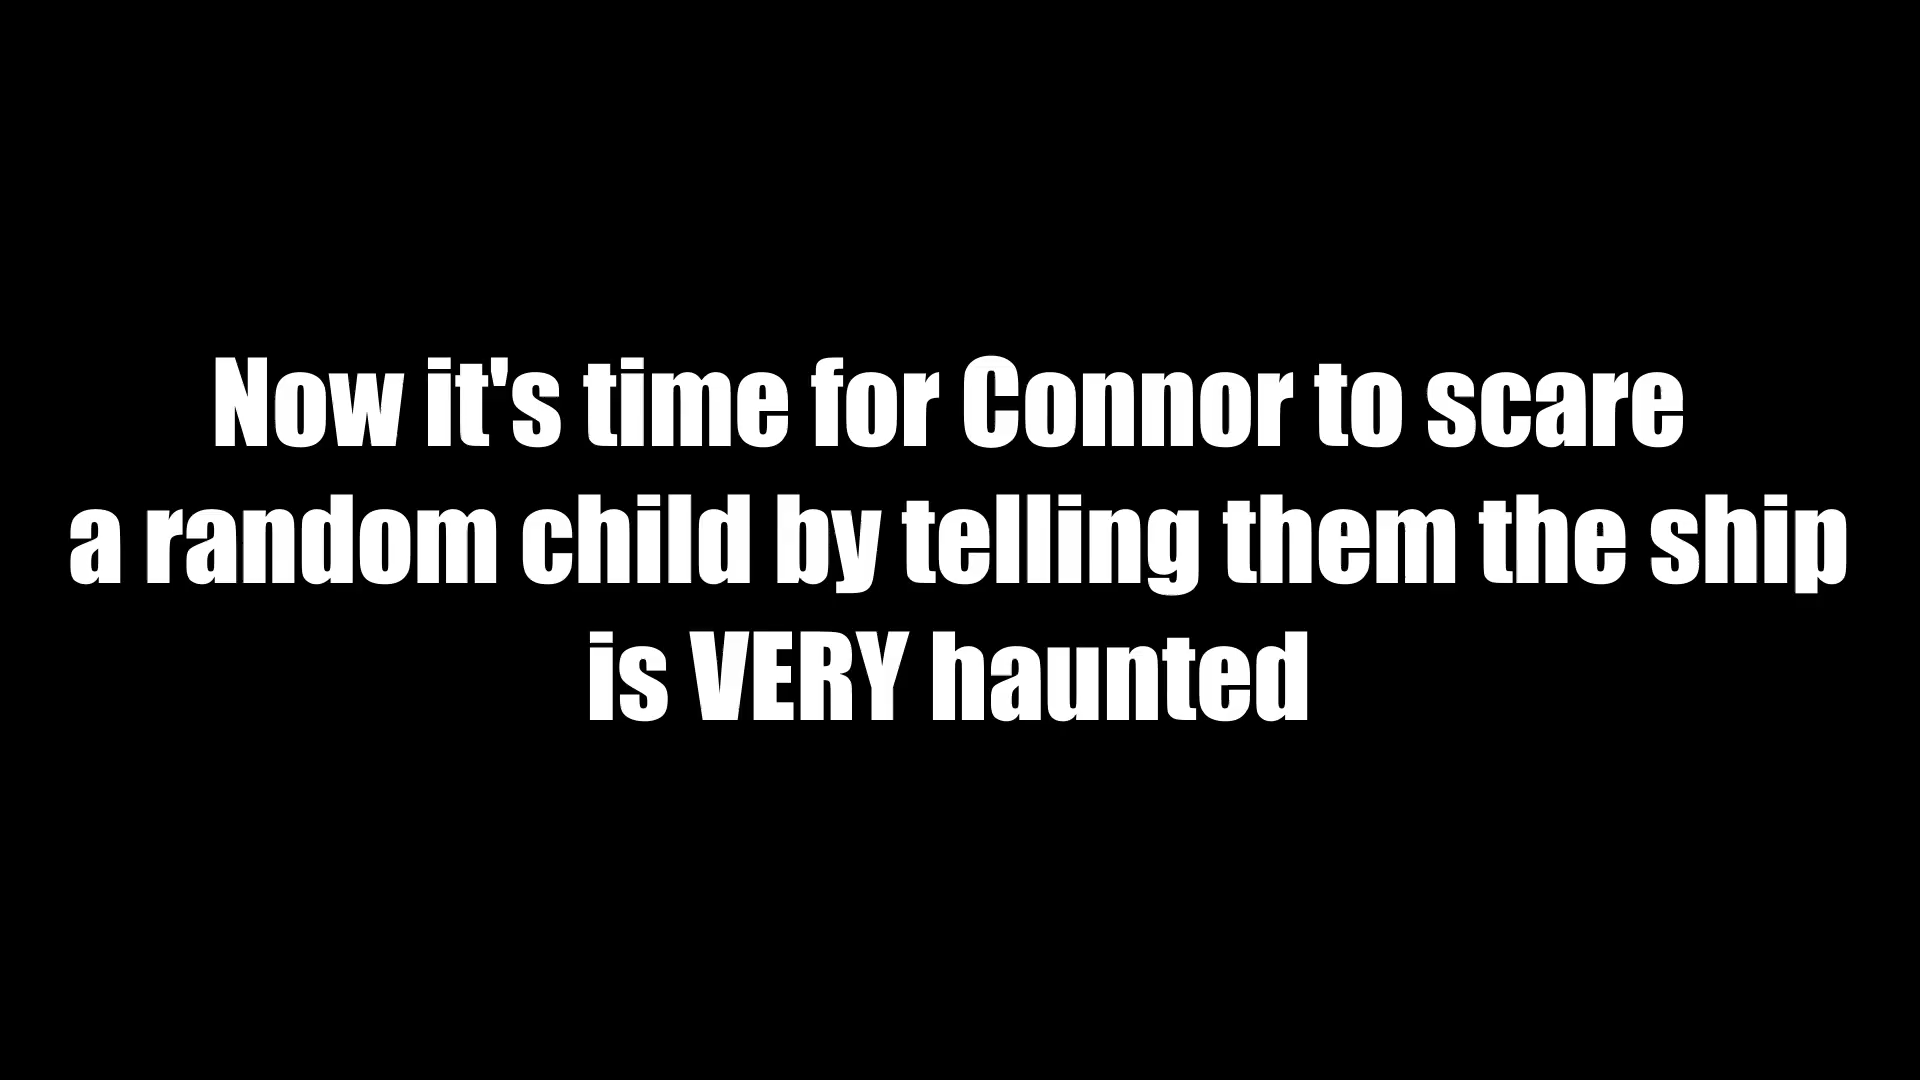 Now it's time for Connor to scare
a random child by telling them the ship
is VERY haunted